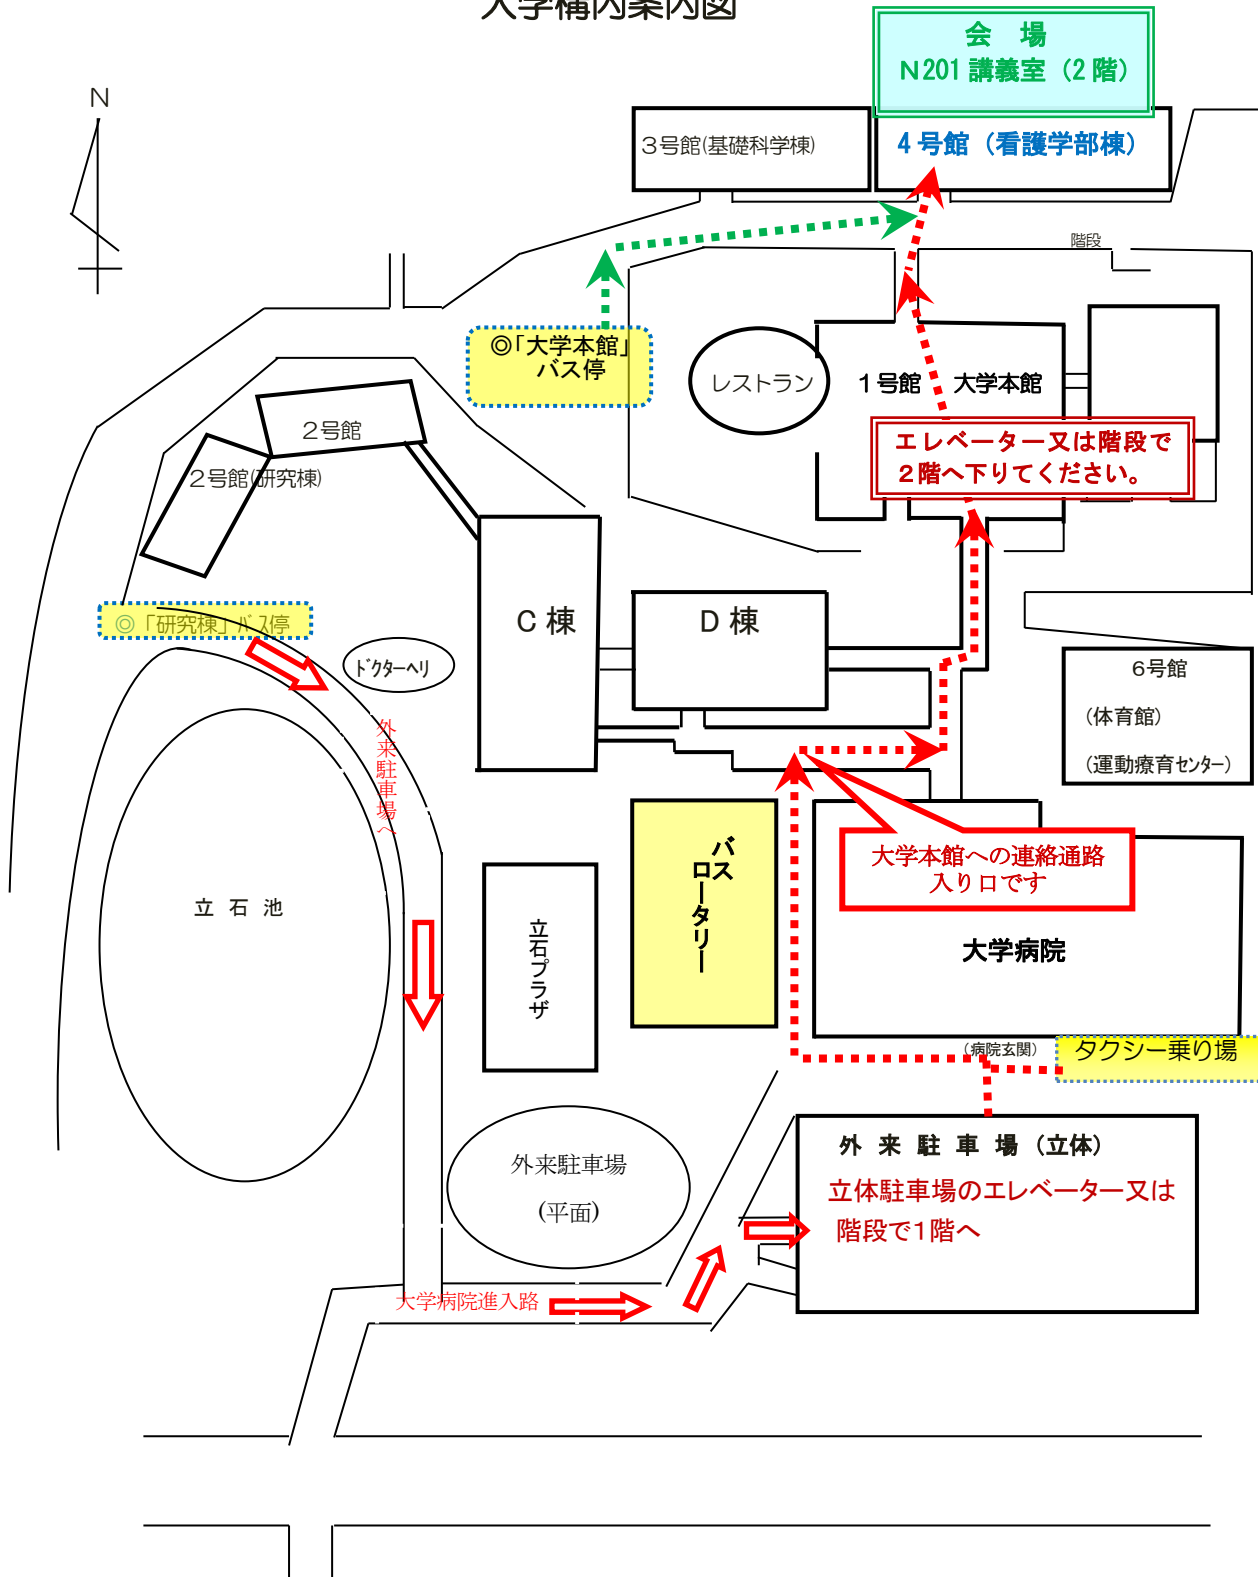 大学構内案内図
会　場
N201 講義室（2 階）
N
３号館(基礎科学棟)
4 号館（看護学部棟）
階段
◎「大学本館」
バス停
レストラン
１号館
大学本館
２号館
エレベーター又は階段で
２階へ下りてください。
２号館(研究棟)
C 棟
D 棟
◎「研究棟」バス停
ドクターヘリ
６号館
（体育館）
（運動療育センター）
外来駐車場へ
バス
ロータリー
大学本館への連絡通路
入り口です
立　石　池
立石プラザ
大学病院
（病院玄関）
タクシー乗り場
外来駐車場
(平面)
外　来　駐　車　場　（立体）
立体駐車場のエレベーター又は
階段で１階へ
大学病院進入路